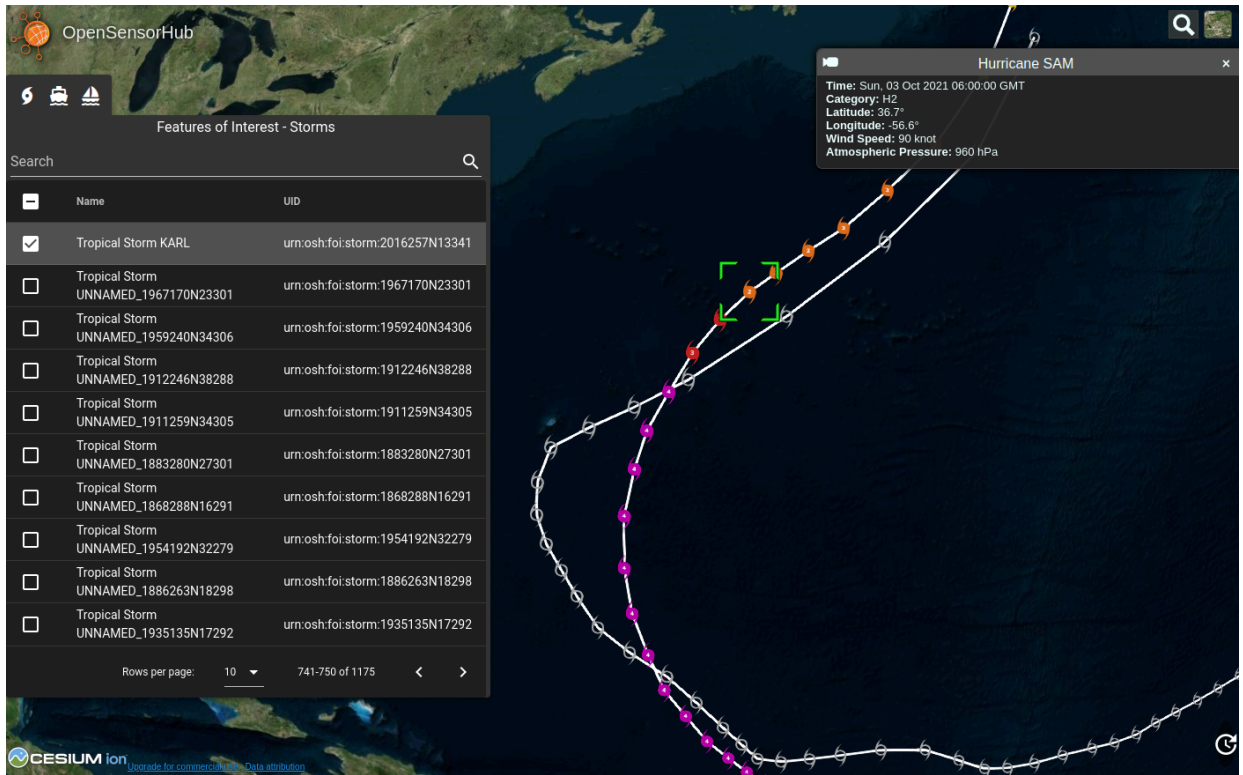 OpenSensorHub
Hurricane SAM
×
Time: Sun, 03 Oct 2021 06:00:00 GMT
Category: H2
Latitude: 36.7°
Longitude: -56.6°
Wind Speed: 90 knot
Atmospheric Pressure: 960 hPa
Features of Interest - Storms
Search
Name UID
Tropical Storm KARL urn:osh:foi:storm:2016257N13341
Tropical Storm
UNNAMED_1967170N23301 urn:osh:foi:storm:1967170N23301
Tropical Storm
UNNAMED_1959240N34306 urn:osh:foi:storm:1959240N34306
Tropical Storm
UNNAMED_1912246N38288 urn:osh:foi:storm:1912246N38288
Tropical Storm
UNNAMED_1911259N34305 urn:osh:foi:storm:1911259N34305
Tropical Storm
UNNAMED_1883280N27301 urn:osh:foi:storm:1883280N27301
Tropical Storm
UNNAMED_1868288N16291 urn:osh:foi:storm:1868288N16291
Tropical Storm
UNNAMED_1954192N32279 urn:osh:foi:storm:1954192N32279
Tropical Storm
UNNAMED_1886263N18298 urn:osh:foi:storm:1886263N18298
Tropical Storm
UNNAMED_1935135N17292 urn:osh:foi:storm:1935135N17292
Rows per page: 10 741-750 of 1175
CESIUM ion
Upgrade for commercial Data attribution